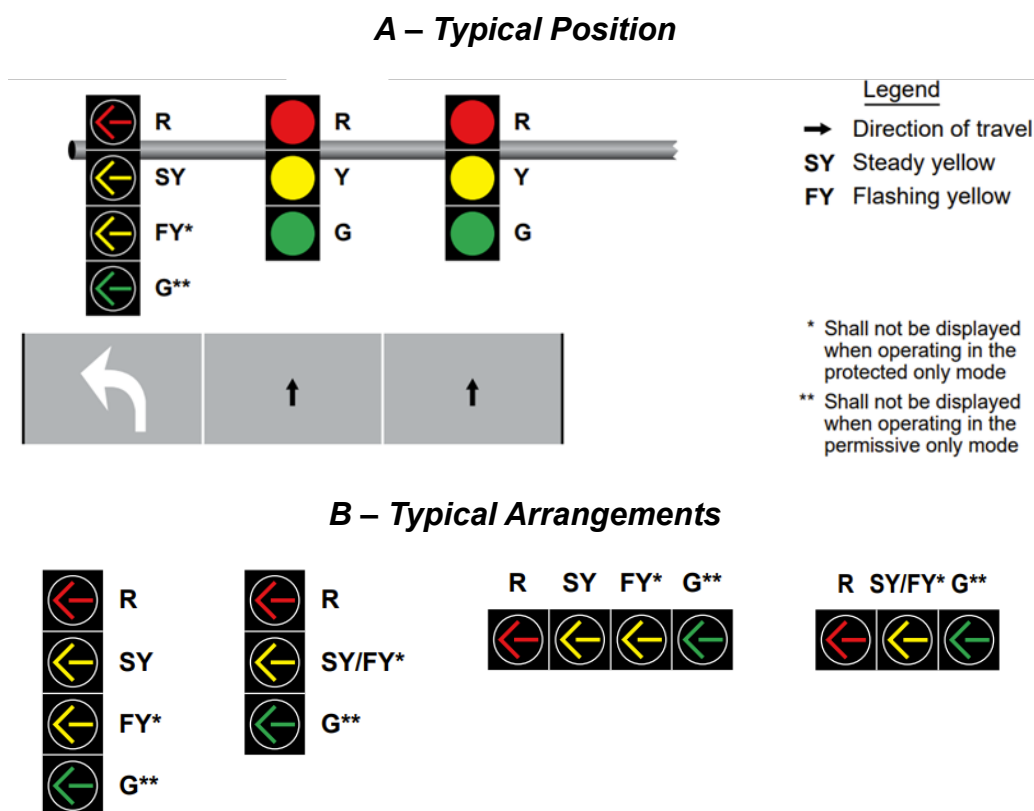 A – Typical Position
Legend
R
R
R
Direction of travel
SY
Y
Y
SY Steady yellow
FY*
G
G
FY Flashing yellow
G**
* Shall not be displayed
when operating in the
protected only mode
** Shall not be displayed
when operating in the
permissive only mode
B – Typical Arrangements
R
SY
FY*
G**
R
SY/FY*
G**
R SY FY* G**
R SY/FY* G**